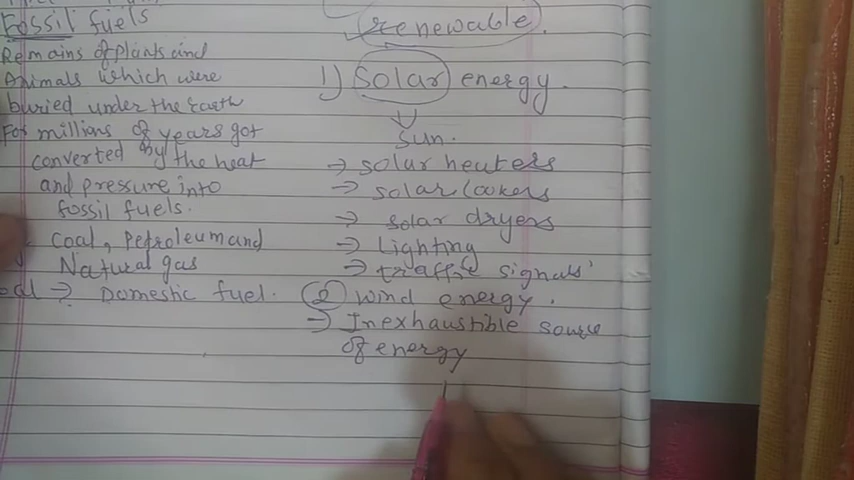 Fossil fuels
Remains of plants and
Animals which were
buried under the Earth
For millions of years got
converted by the heat
and pressure into
fossil fuels.
coal, Petroleum and
Natural gas
→ Domestic fuel.
renewable.
1) Solar energy.
Sun.
→ solar heaters
→ solar cookers
→ solar dryers
→ Lighting
→ traffic signals
② wind energy.
→ Inexhaustible source
of energy